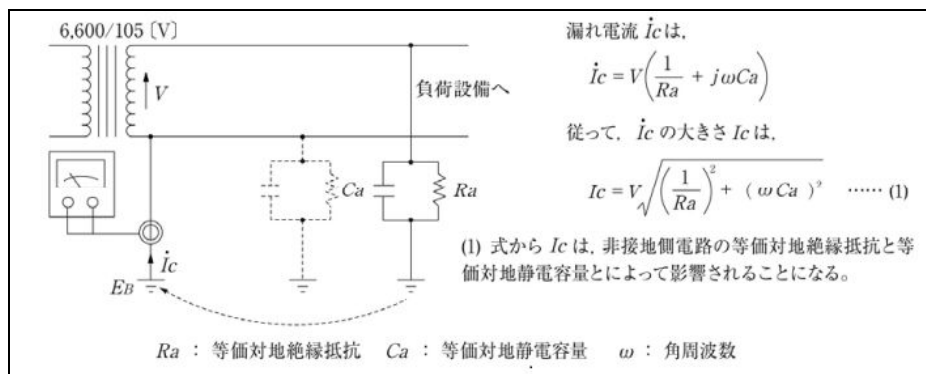 6,600/105 〔V〕
V
負荷設備へ
Ca
Ra
İc
EB
漏れ電流 İc は,
İc = V(1/Ra + jωCa)
従って, İc の大きさ Ic は,
Ic = V√((1/Ra)² + (ωCa)²) …… (1)
(1) 式から Ic は, 非接地側電路の等価対地絶縁抵抗と等
価対地静電容量とによって影響されることになる。
Ra : 等価対地絶縁抵抗 Ca : 等価対地静電容量 ω : 角周波数